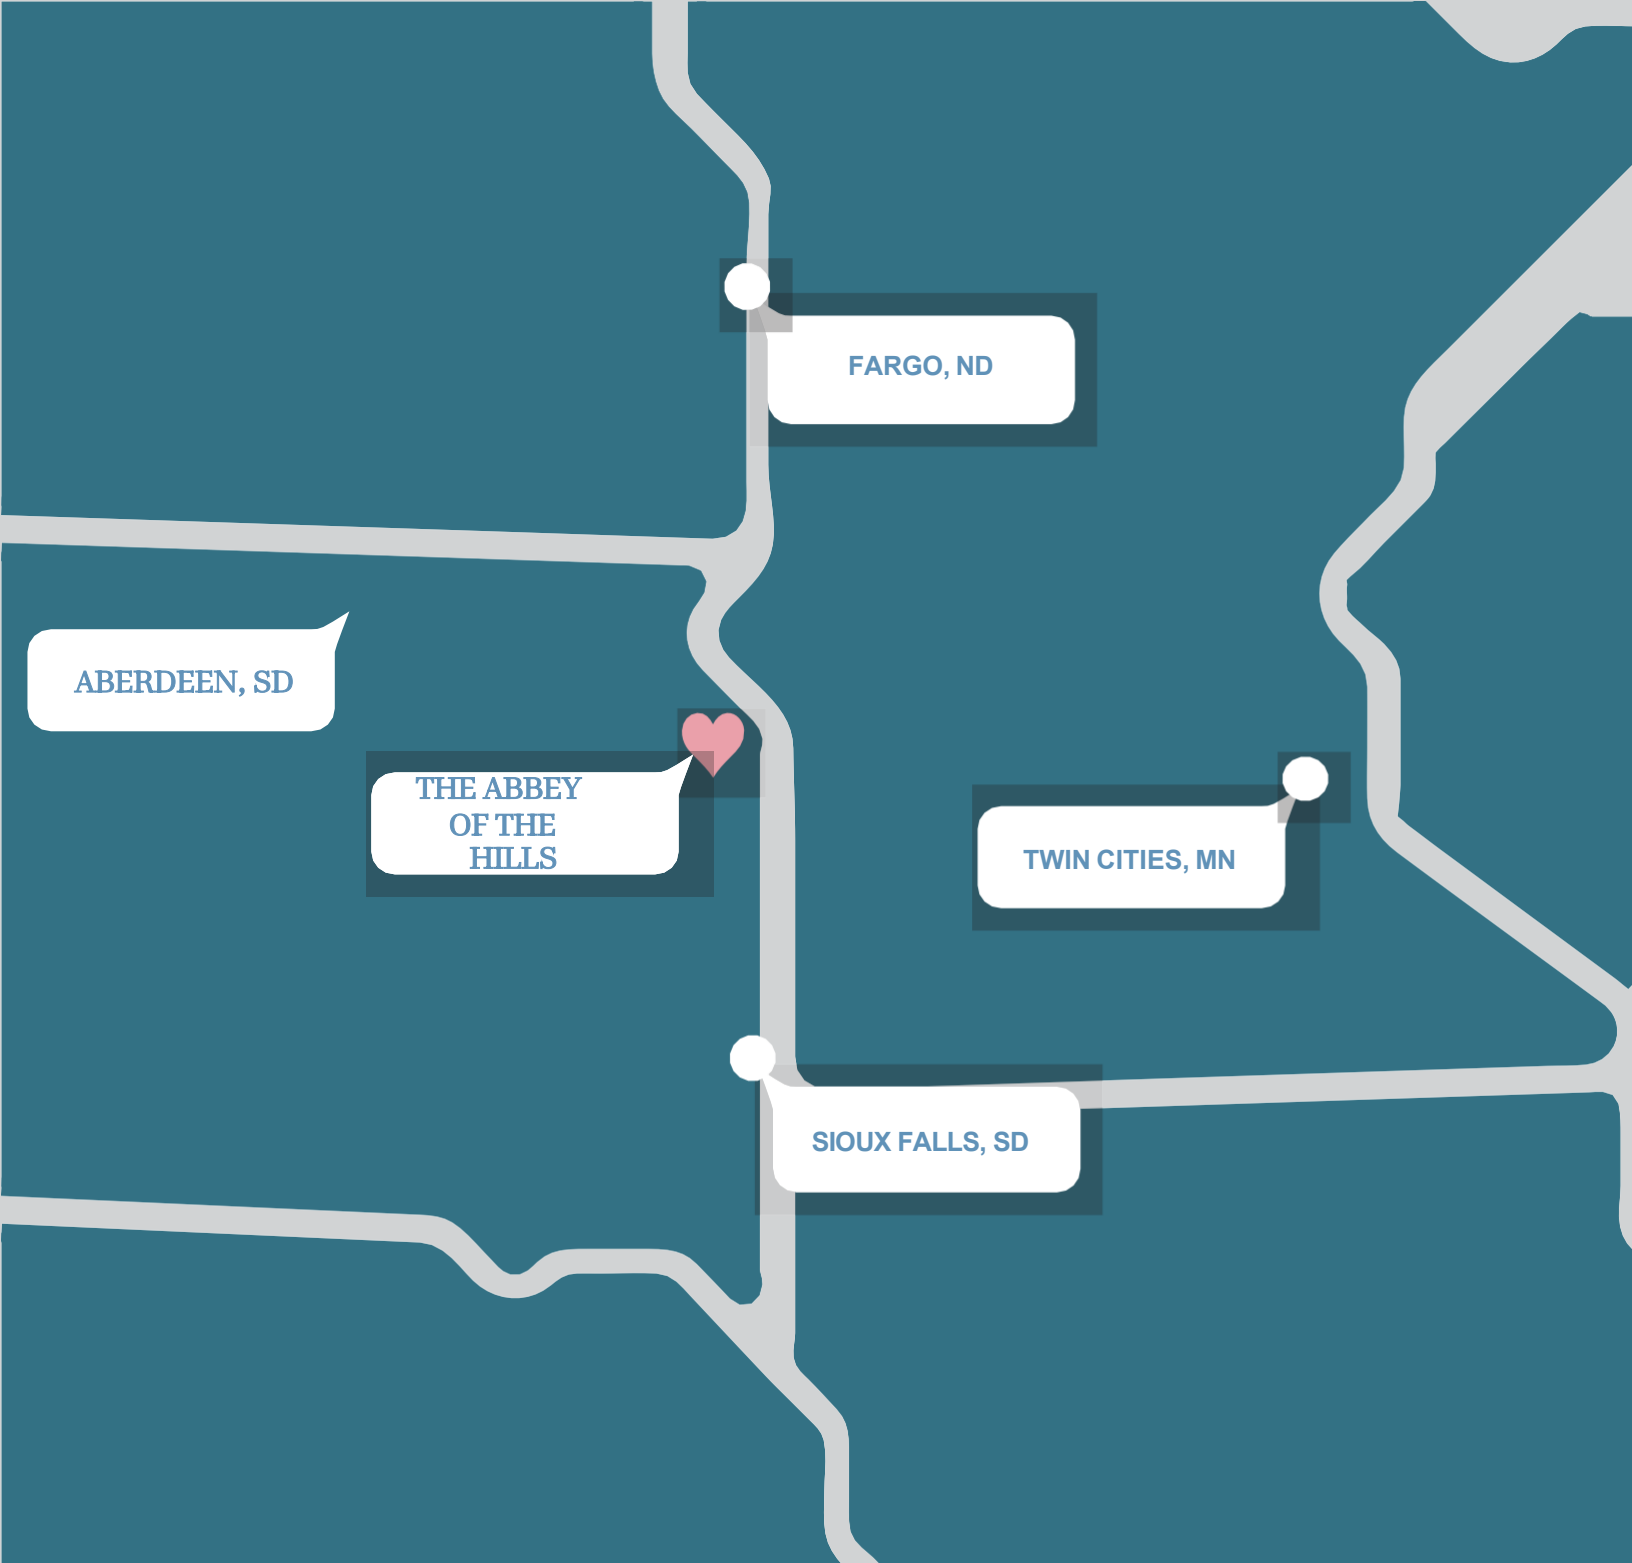 FARGO, ND
ABERDEEN, SD
THE ABBEY
OF THE
HILLS
TWIN CITIES, MN
SIOUX FALLS, SD